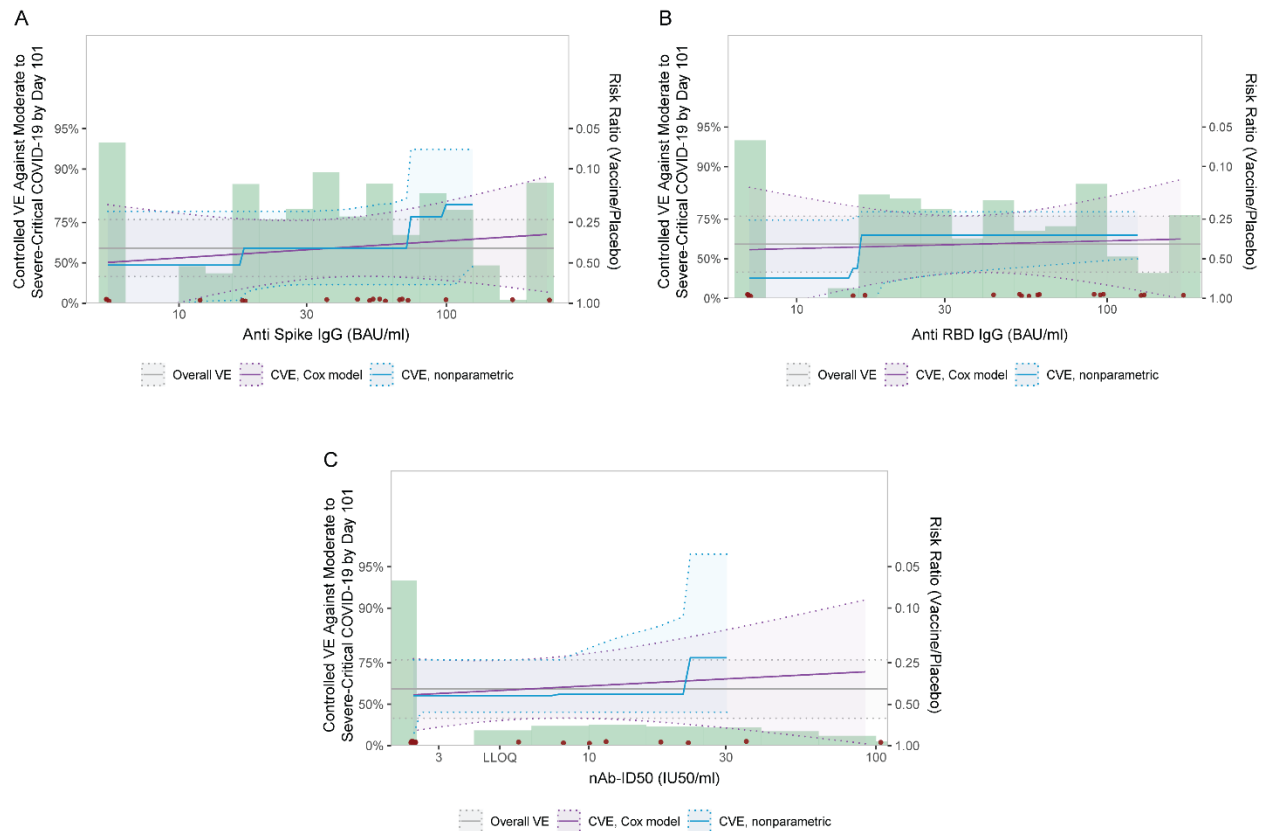 A
Controlled VE Against Moderate to
Severe-Critical COVID-19 by Day 101
95%
90%
75%
50%
0%
0.05
0.10
0.25
0.50
1.00
Risk Ratio (Vaccine/Placebo)
10
30
100
Anti Spike IgG (BAU/ml)
Overall VE
CVE, Cox model
CVE, nonparametric
B
Controlled VE Against Moderate to
Severe-Critical COVID-19 by Day 101
95%
90%
75%
50%
0%
0.05
0.10
0.25
0.50
1.00
Risk Ratio (Vaccine/Placebo)
10
30
100
Anti RBD IgG (BAU/ml)
Overall VE
CVE, Cox model
CVE, nonparametric
C
Controlled VE Against Moderate to
Severe-Critical COVID-19 by Day 101
95%
90%
75%
50%
0%
0.05
0.10
0.25
0.50
1.00
Risk Ratio (Vaccine/Placebo)
3
LLOQ
10
30
100
nAb-ID50 (IU50/ml)
Overall VE
CVE, Cox model
CVE, nonparametric